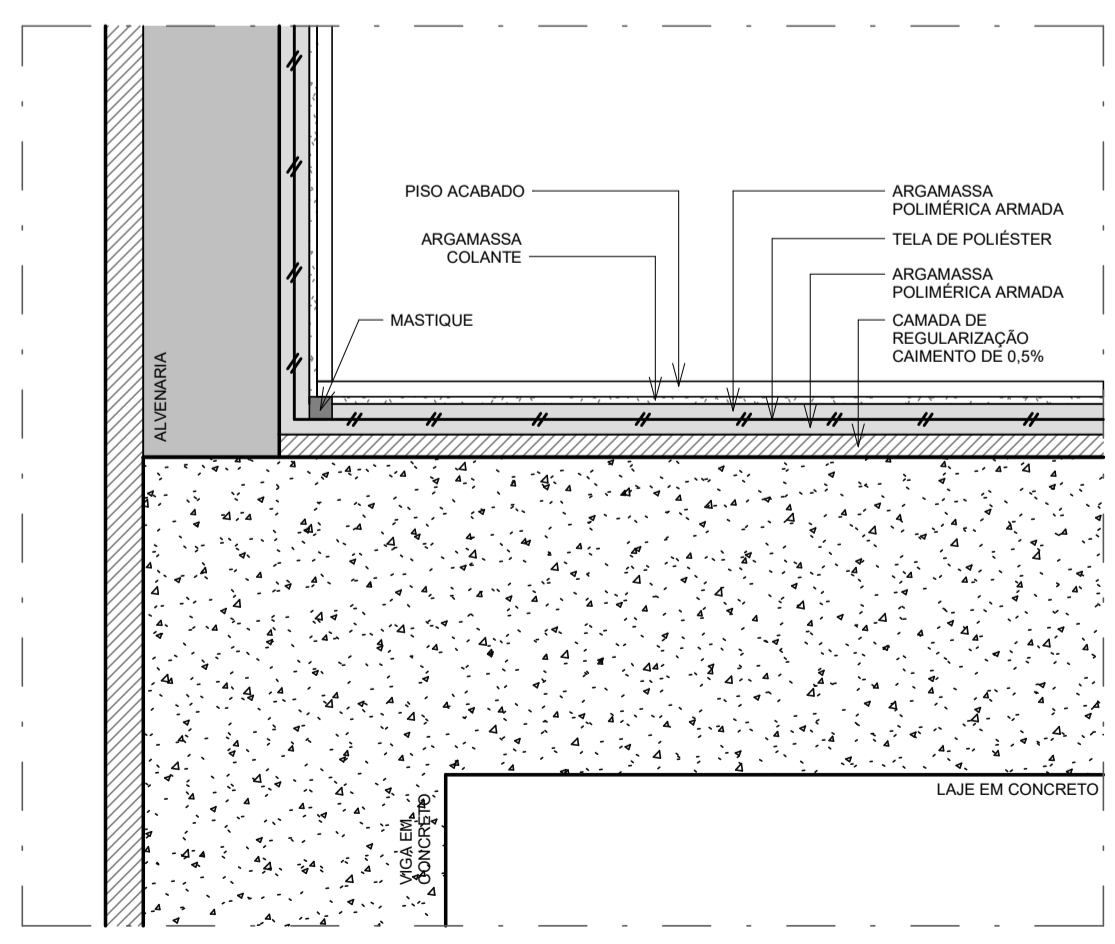 PISO ACABADO
ARGAMASSA
COLANTE
MASTIQUE
ARGAMASSA
POLIMÉRICA ARMADA
TELA DE POLIÉSTER
ARGAMASSA
POLIMÉRICA ARMADA
CAMADA DE
REGULARIZAÇÃO
CAIMENTO DE 0,5%
ALVENARIA
LAJE EM CONCRETO
VIGA EM
CONCRETO